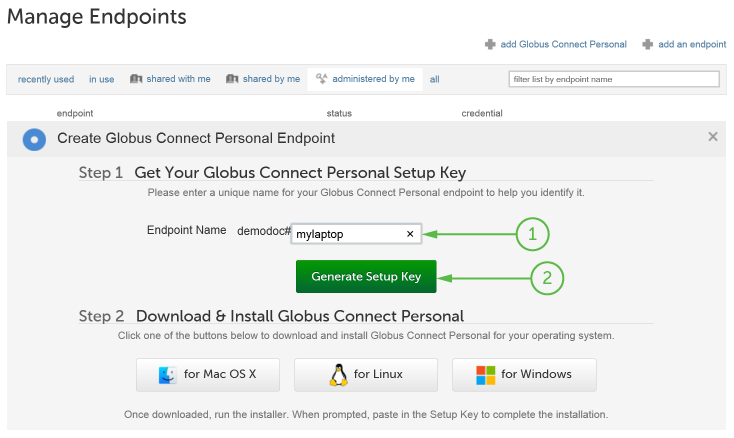 Manage Endpoints
add Globus Connect Personal add an endpoint
recently used in use shared with me shared by me administered by me all filter list by endpoint name
endpoint status credential
Create Globus Connect Personal Endpoint ×
Step 1 Get Your Globus Connect Personal Setup Key
Please enter a unique name for your Globus Connect Personal endpoint to help you identify it.
Endpoint Name demodoc# mylaptop × 1
Generate Setup Key 2
Step 2 Download & Install Globus Connect Personal
Click one of the buttons below to download and install Globus Connect Personal for your operating system.
for Mac OS X for Linux for Windows
Once downloaded, run the installer. When prompted, paste in the Setup Key to complete the installation.